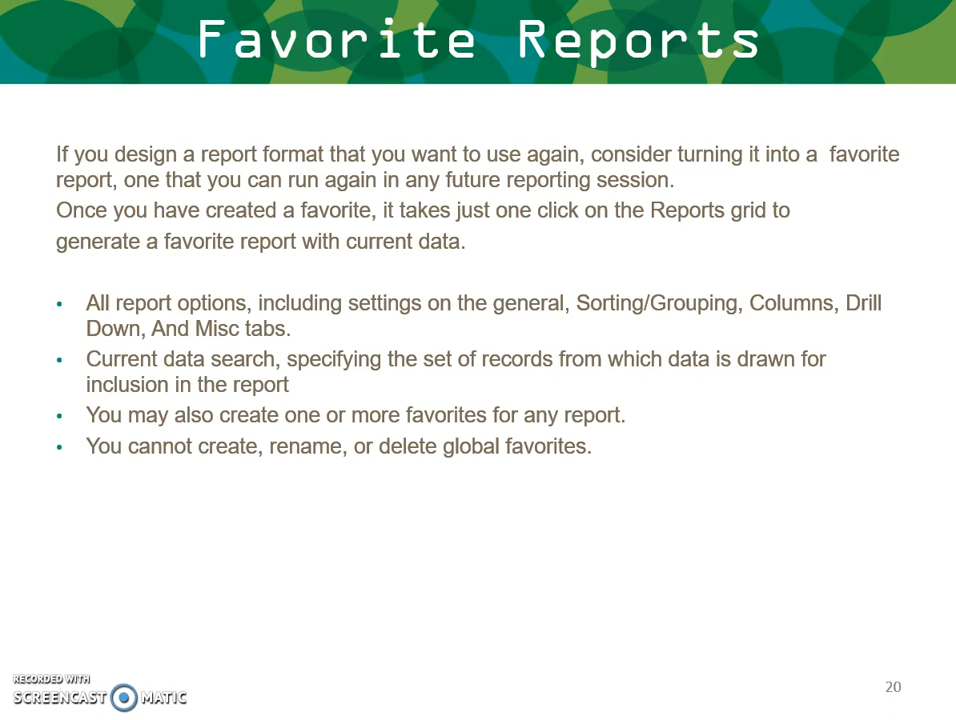 Favorite Reports
If you design a report format that you want to use again, consider turning it into a favorite
report, one that you can run again in any future reporting session.
Once you have created a favorite, it takes just one click on the Reports grid to
generate a favorite report with current data.
• All report options, including settings on the general, Sorting/Grouping, Columns, Drill
Down, And Misc tabs.
• Current data search, specifying the set of records from which data is drawn for
inclusion in the report
• You may also create one or more favorites for any report.
• You cannot create, rename, or delete global favorites.
RECORDED WITH
SCREENCAST MATIC
20